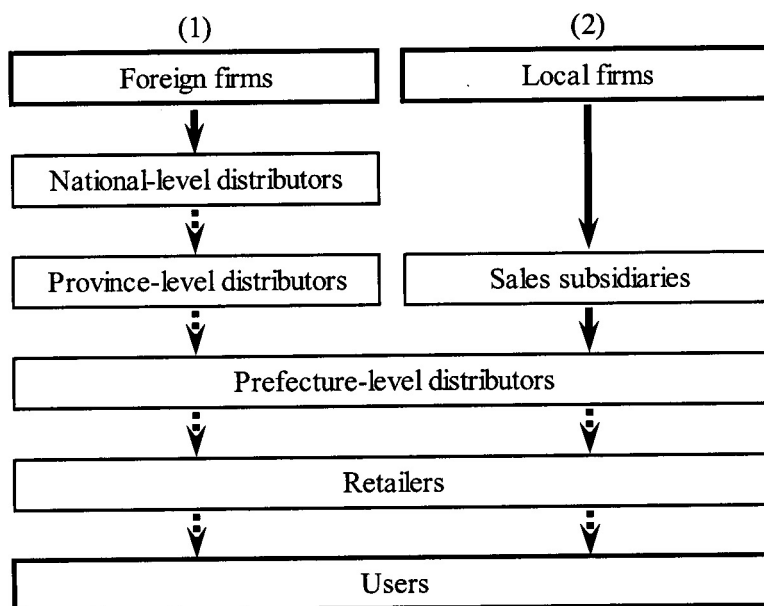 (1)
(2)
Foreign firms
Local firms
National-level distributors
Province-level distributors
Sales subsidiaries
Prefecture-level distributors
Retailers
Users